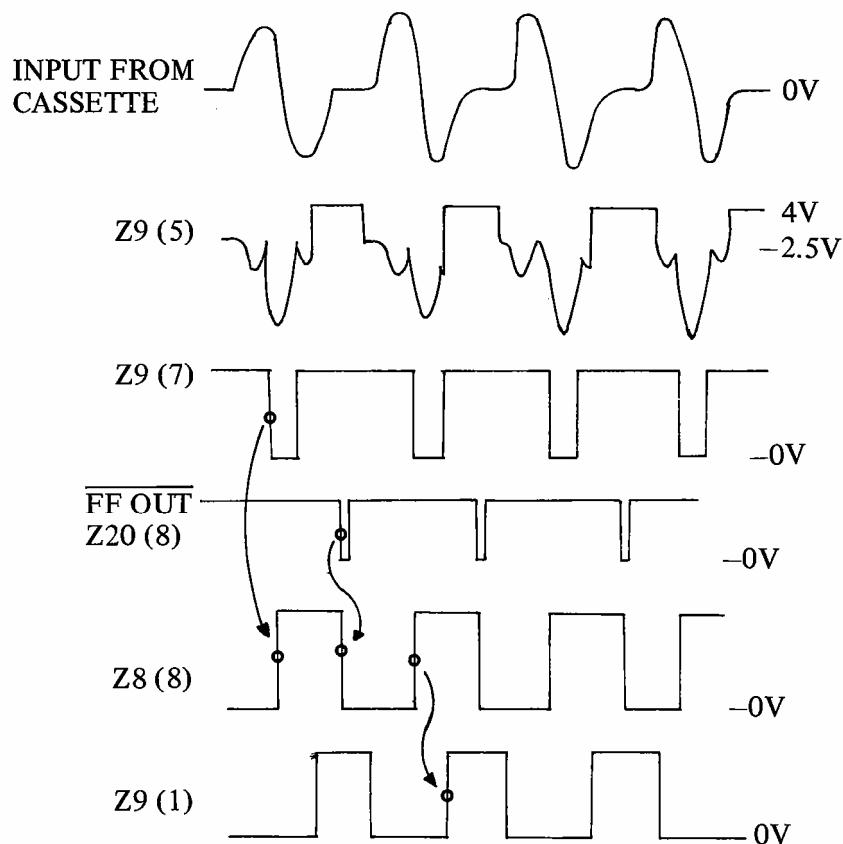 INPUT FROM
CASSETTE
0V
Z9 (5)
4V
–2.5V
Z9 (7)
–0V
FF OUT
Z20 (8)
–0V
Z8 (8)
–0V
Z9 (1)
0V